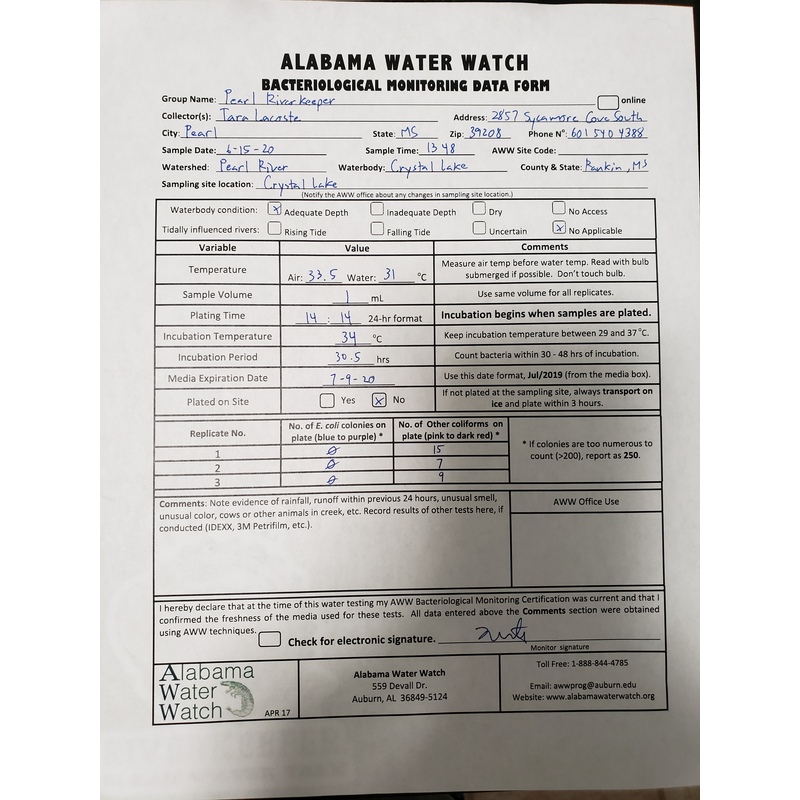 ALABAMA WATER WATCH
BACTERIOLOGICAL MONITORING DATA FORM
Group Name: Pearl Riverkeeper online
Collector(s): Tara Lacoste Address: 2857 Sycamore Cove South
City: Pearl State: MS Zip: 39208 Phone N°: 601 540 4388
Sample Date: 6-15-20 Sample Time: 1348 AWW Site Code:
Watershed: Pearl River Waterbody: Crystal Lake County & State: Rankin, MS
Sampling site location: Crystal Lake
(Notify the AWW office about any changes in sampling site location.)
Waterbody condition: x Adequate Depth Inadequate Depth Dry No Access
Tidally influenced rivers: Rising Tide Falling Tide Uncertain x No Applicable
Variable Value Comments
Temperature Air: 33.5 Water: 31 °C Measure air temp before water temp. Read with bulb
submerged if possible. Don't touch bulb.
Sample Volume 1 mL Use same volume for all replicates.
Plating Time 14 : 14 24-hr format Incubation begins when samples are plated.
Incubation Temperature 34 °C Keep incubation temperature between 29 and 37 °C.
Incubation Period 30.5 hrs Count bacteria within 30 - 48 hrs of incubation.
Media Expiration Date 7-9-20 Use this date format, Jul/2019 (from the media box).
Plated on Site Yes x No If not plated at the sampling site, always transport on
ice and plate within 3 hours.
Replicate No. No. of E. coli colonies on No. of Other coliforms on
plate (blue to purple) * plate (pink to dark red) *
* If colonies are too numerous to
count (>200), report as 250.
1 Ø 15
2 Ø 7
3 Ø 9
Comments: Note evidence of rainfall, runoff within previous 24 hours, unusual smell,
unusual color, cows or other animals in creek, etc. Record results of other tests here, if
conducted (IDEXX, 3M Petrifilm, etc.).
AWW Office Use
I hereby declare that at the time of this water testing my AWW Bacteriological Monitoring Certification was current and that I
confirmed the freshness of the media used for these tests. All data entered above the Comments section were obtained
using AWW techniques.
Check for electronic signature.
Monitor signature
Alabama
Water
Watch
APR 17
Alabama Water Watch
559 Devall Dr.
Auburn, AL 36849-5124
Toll Free: 1-888-844-4785
Email: awwprog@auburn.edu
Website: www.alabamawaterwatch.org